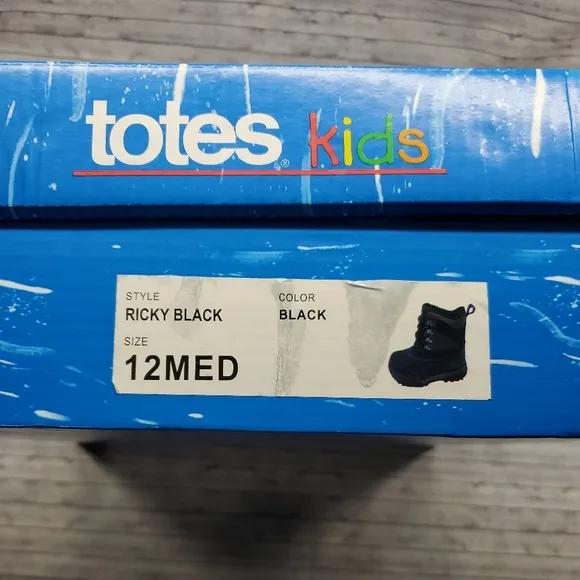 totes® kids
STYLE
RICKY BLACK
COLOR
BLACK
SIZE
12MED